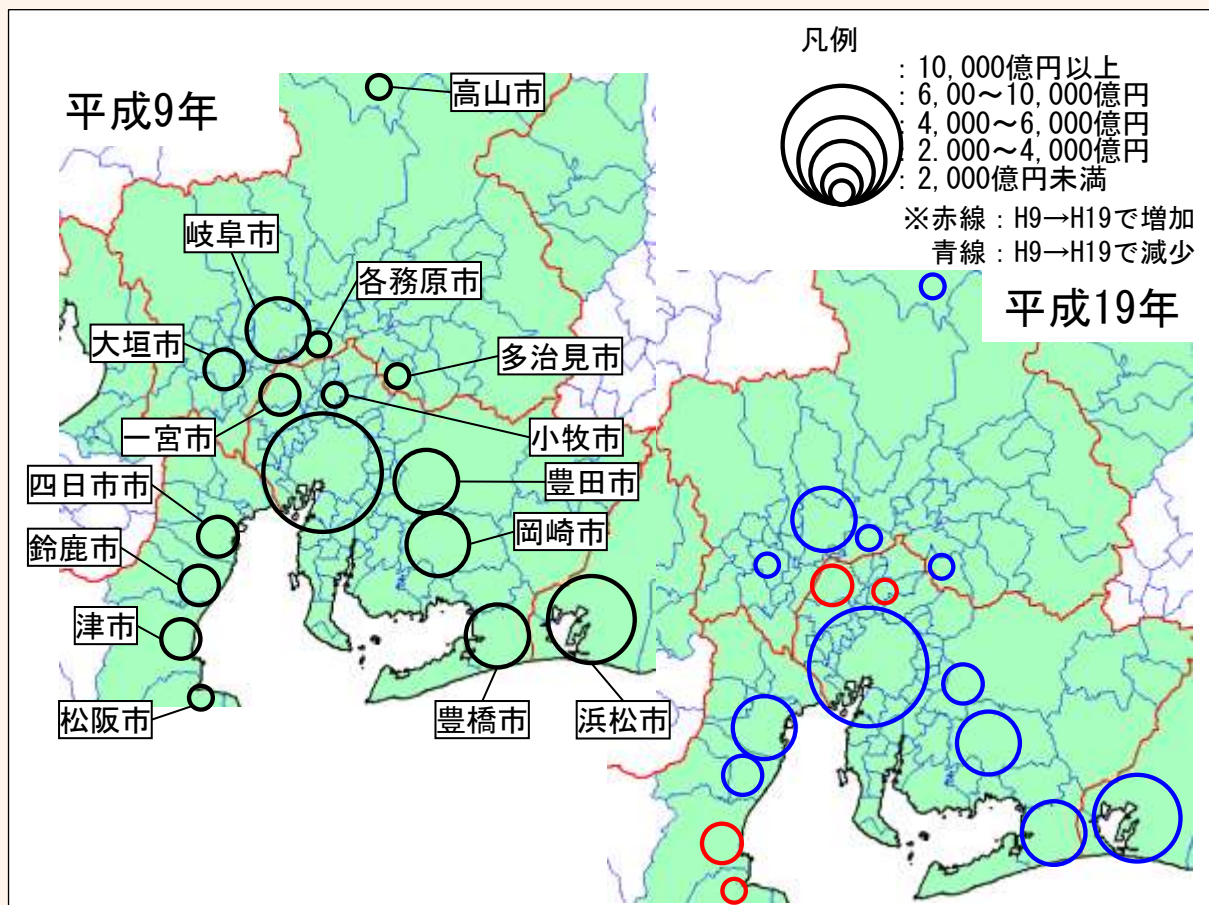 平成9年
高山市
岐阜市
各務原市
大垣市
多治見市
一宮市
小牧市
四日市市
豊田市
鈴鹿市
岡崎市
津市
松阪市
豊橋市
浜松市
凡例
：10,000億円以上
：6,00～10,000億円
：4,000～6,000億円
：2.000～4,000億円
：2,000億円未満
※赤線：H9→H19で増加
青線：H9→H19で減少
平成19年